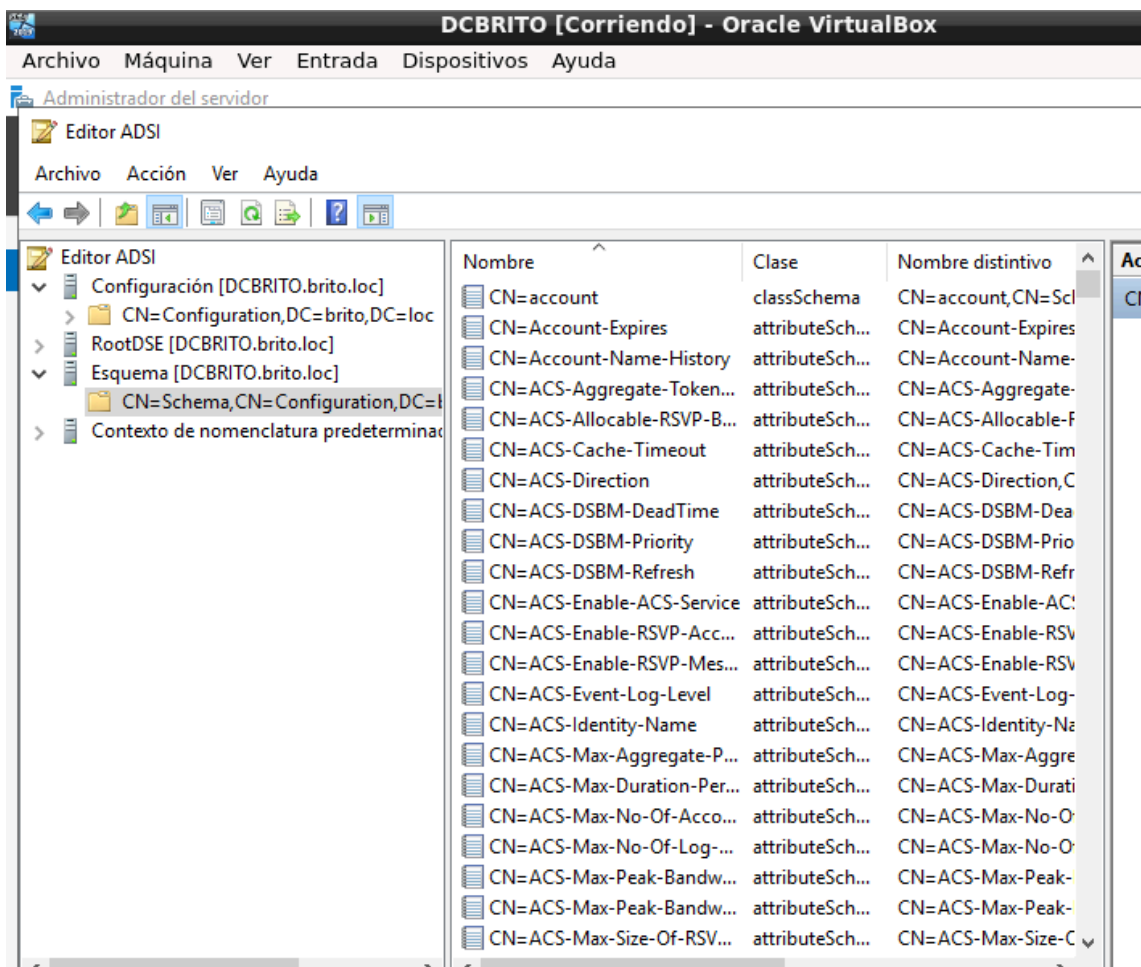 DCBRITO [Corriendo] - Oracle VirtualBox
Archivo Máquina Ver Entrada Dispositivos Ayuda
Administrador del servidor
Editor ADSI
Archivo Acción Ver Ayuda
Editor ADSI
Configuración [DCBRITO.brito.loc]
CN=Configuration,DC=brito,DC=loc
RootDSE [DCBRITO.brito.loc]
Esquema [DCBRITO.brito.loc]
CN=Schema,CN=Configuration,DC=
Contexto de nomenclatura predeterminad
Nombre Clase Nombre distintivo
CN=account classSchema CN=account,CN=Scl
CN=Account-Expires attributeSch... CN=Account-Expires
CN=Account-Name-History attributeSch... CN=Account-Name-
CN=ACS-Aggregate-Token... attributeSch... CN=ACS-Aggregate-
CN=ACS-Allocable-RSVP-B... attributeSch... CN=ACS-Allocable-
CN=ACS-Cache-Timeout attributeSch... CN=ACS-Cache-Tim
CN=ACS-Direction attributeSch... CN=ACS-Direction,C
CN=ACS-DSBM-DeadTime attributeSch... CN=ACS-DSBM-Dea
CN=ACS-DSBM-Priority attributeSch... CN=ACS-DSBM-Prio
CN=ACS-DSBM-Refresh attributeSch... CN=ACS-DSBM-Refr
CN=ACS-Enable-ACS-Service attributeSch... CN=ACS-Enable-AC
CN=ACS-Enable-RSVP-Acc... attributeSch... CN=ACS-Enable-RSV
CN=ACS-Enable-RSVP-Mes... attributeSch... CN=ACS-Enable-RSV
CN=ACS-Event-Log-Level attributeSch... CN=ACS-Event-Log-
CN=ACS-Identity-Name attributeSch... CN=ACS-Identity-Na
CN=ACS-Max-Aggregate-P... attributeSch... CN=ACS-Max-Aggre
CN=ACS-Max-Duration-Per... attributeSch... CN=ACS-Max-Durati
CN=ACS-Max-No-Of-Acco... attributeSch... CN=ACS-Max-No-O
CN=ACS-Max-No-Of-Log-... attributeSch... CN=ACS-Max-No-O
CN=ACS-Max-Peak-Bandw... attributeSch... CN=ACS-Max-Peak-
CN=ACS-Max-Peak-Bandw... attributeSch... CN=ACS-Max-Peak-
CN=ACS-Max-Size-Of-RSV... attributeSch... CN=ACS-Max-Size-C